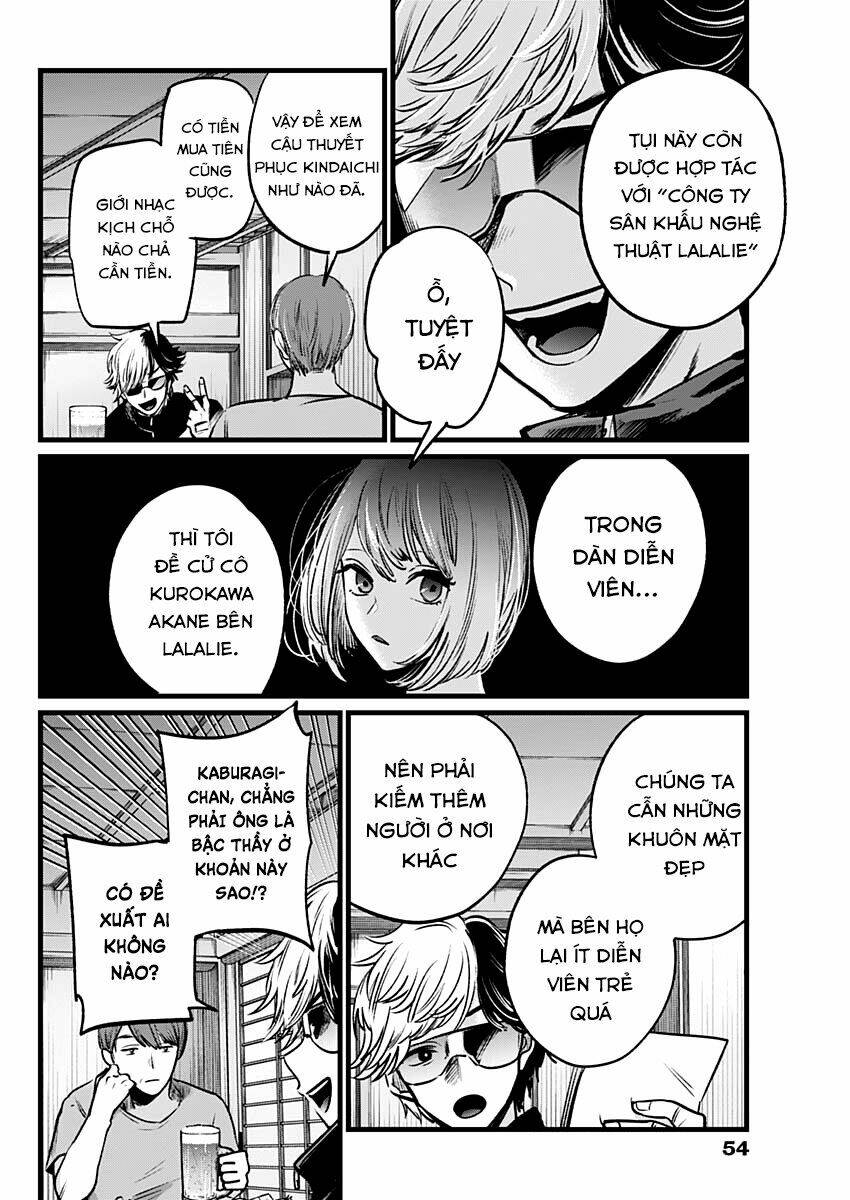 TỤI NÀY CÒN
ĐƯỢC HỢP TÁC
VỚI "CÔNG TY
SÂN KHẤU NGHỆ
THUẬT LALALIE"
Ồ,
TUYỆT
ĐẤY
VẬY ĐỂ XEM
CẬU THUYẾT
PHỤC KINDAICHI
NHƯ NÀO ĐÃ.
CÓ TIỀN
MUA TIÊN
CŨNG
ĐƯỢC.
GIỚI NHẠC
KỊCH CHỖ
NÀO CHẢ
CẦN TIỀN.
TRONG
DÀN DIỄN
VIÊN...
THÌ TÔI
ĐỀ CỬ CÔ
KUROKAWA
AKANE BÊN
LALALIE.
CHÚNG TA
CẦN NHỮNG
KHUÔN MẶT
ĐẸP
MÀ BÊN HỌ
LẠI ÍT DIỄN
VIÊN TRẺ
QUÁ
NÊN PHẢI
KIẾM THÊM
NGƯỜI Ở NƠI
KHÁC
KABURAGI-
CHAN, CHẲNG
PHẢI ÔNG LÀ
BẬC THẦY Ở
KHOẢN NÀY
SAO!?
CÓ ĐỀ
XUẤT AI
KHÔNG
NÀO?
54